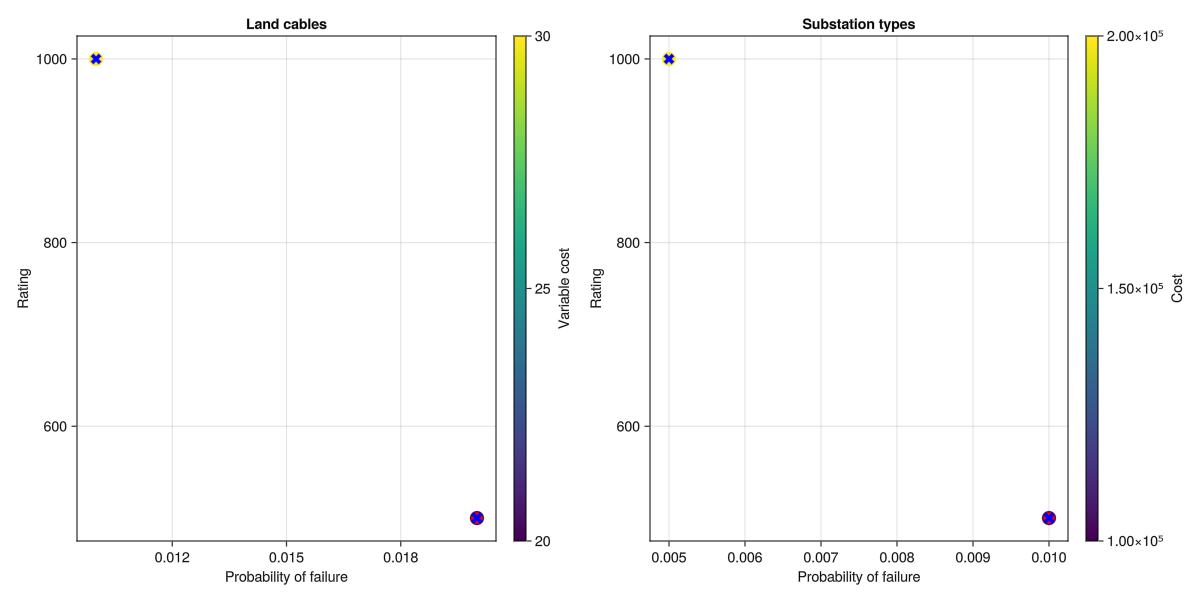 Land cables
1000
800
600
Rating
0.012
0.015
0.018
Probability of failure
30
25
20
Variable cost
Substation types
1000
800
600
Rating
0.005
0.006
0.007
0.008
0.009
0.010
Probability of failure
2.00×10⁵
1.50×10⁵
1.00×10⁵
Cost